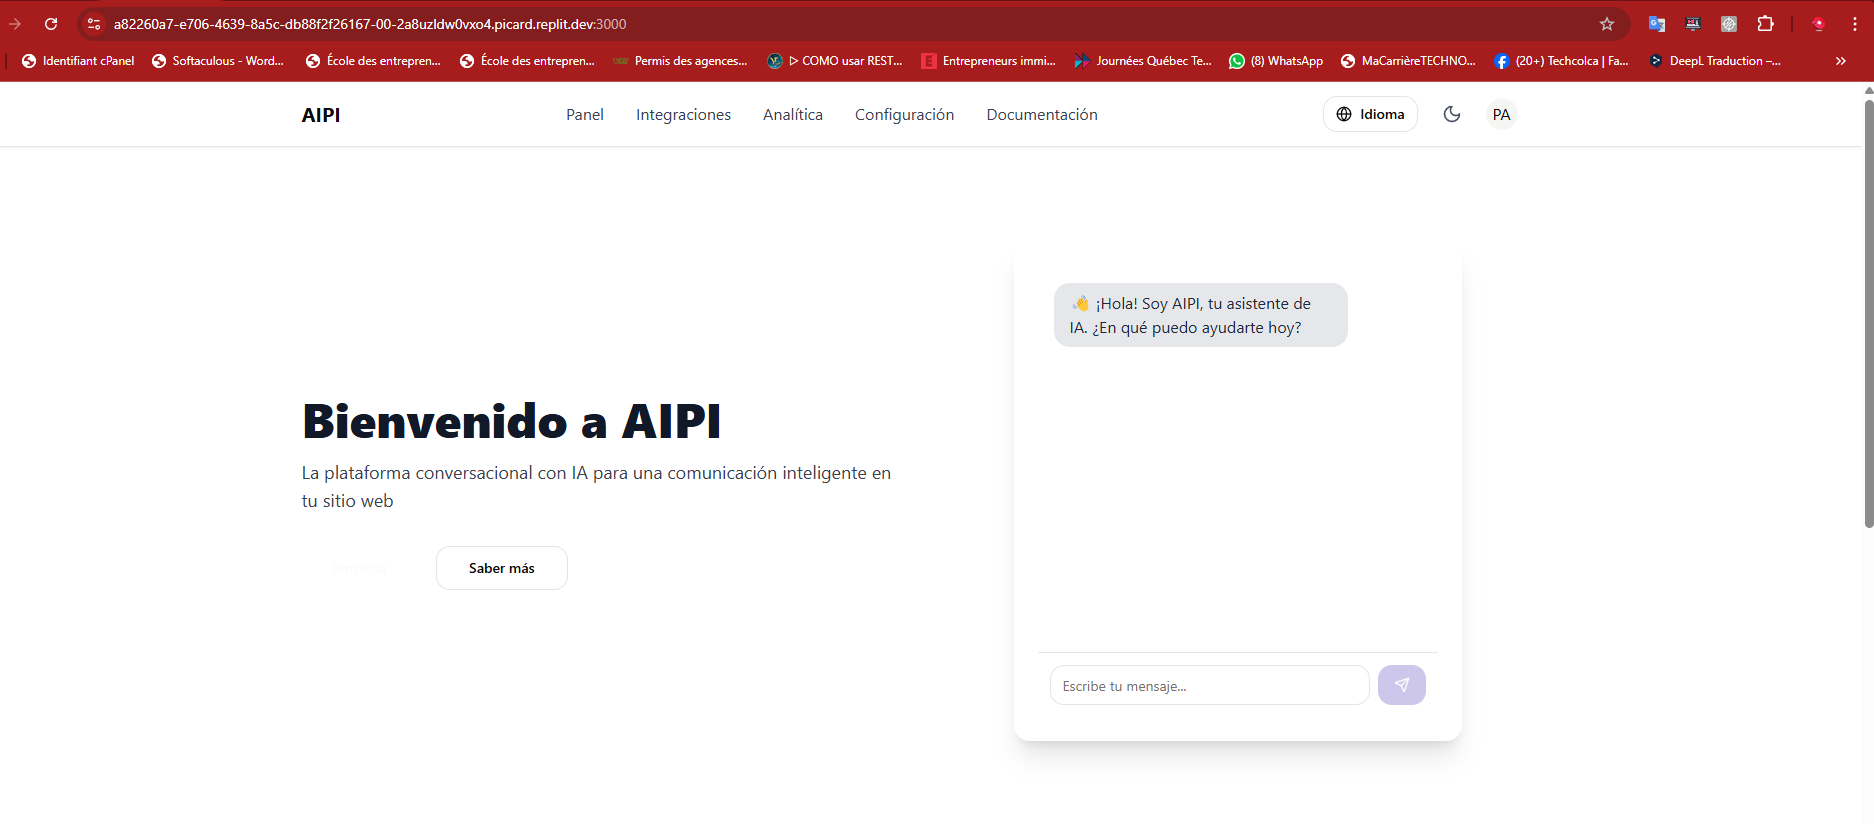 a82260a7-e706-4639-8a5c-db88f2f26167-00-2a8uzldw0vxo4.picard.replit.dev:3000
Identifiant cPanel
Softaculous - Word...
École des entrepren...
École des entrepren...
Permis des agences...
▷ COMO usar REST...
Entrepreneurs immi...
Journées Québec Te...
(8) WhatsApp
MaCarrièreTECHNO...
(20+) Techcolca | Fa...
DeepL Traduction –...
AIPI
Panel
Integraciones
Analítica
Configuración
Documentación
Idioma
PA
👋 ¡Hola! Soy AIPI, tu asistente de
IA. ¿En qué puedo ayudarte hoy?
Bienvenido a AIPI
La plataforma conversacional con IA para una comunicación inteligente en
tu sitio web
Saber más
Escribe tu mensaje...